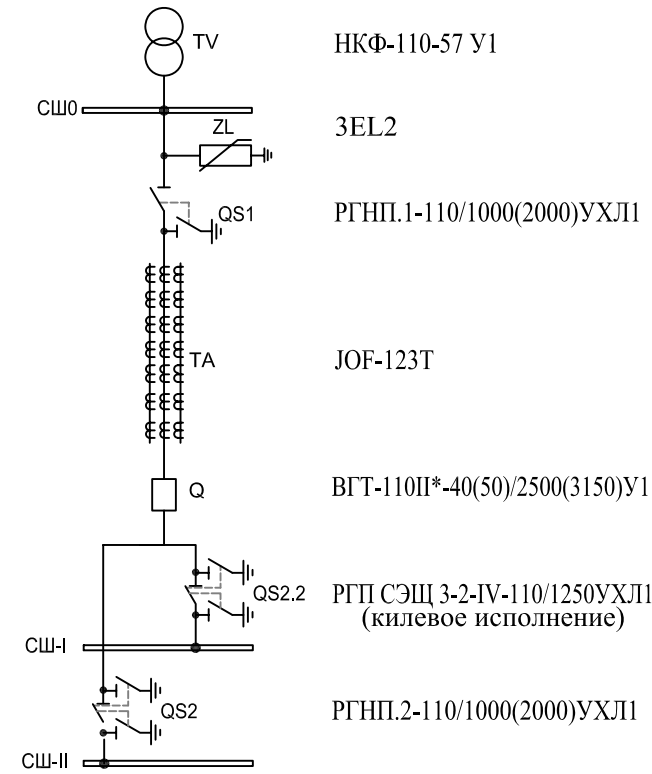 TV НКФ-110-57 У1
СШ0
ZL 3EL2
QS1 РГНП.1-110/1000(2000)УХЛ1
TA JOF-123T
Q ВГТ-110II*-40(50)/2500(3150)У1
QS2.2 РГП СЭЩ 3-2-IV-110/1250УХЛ1
(килевое исполнение)
СШ-I
QS2 РГНП.2-110/1000(2000)УХЛ1
СШ-II